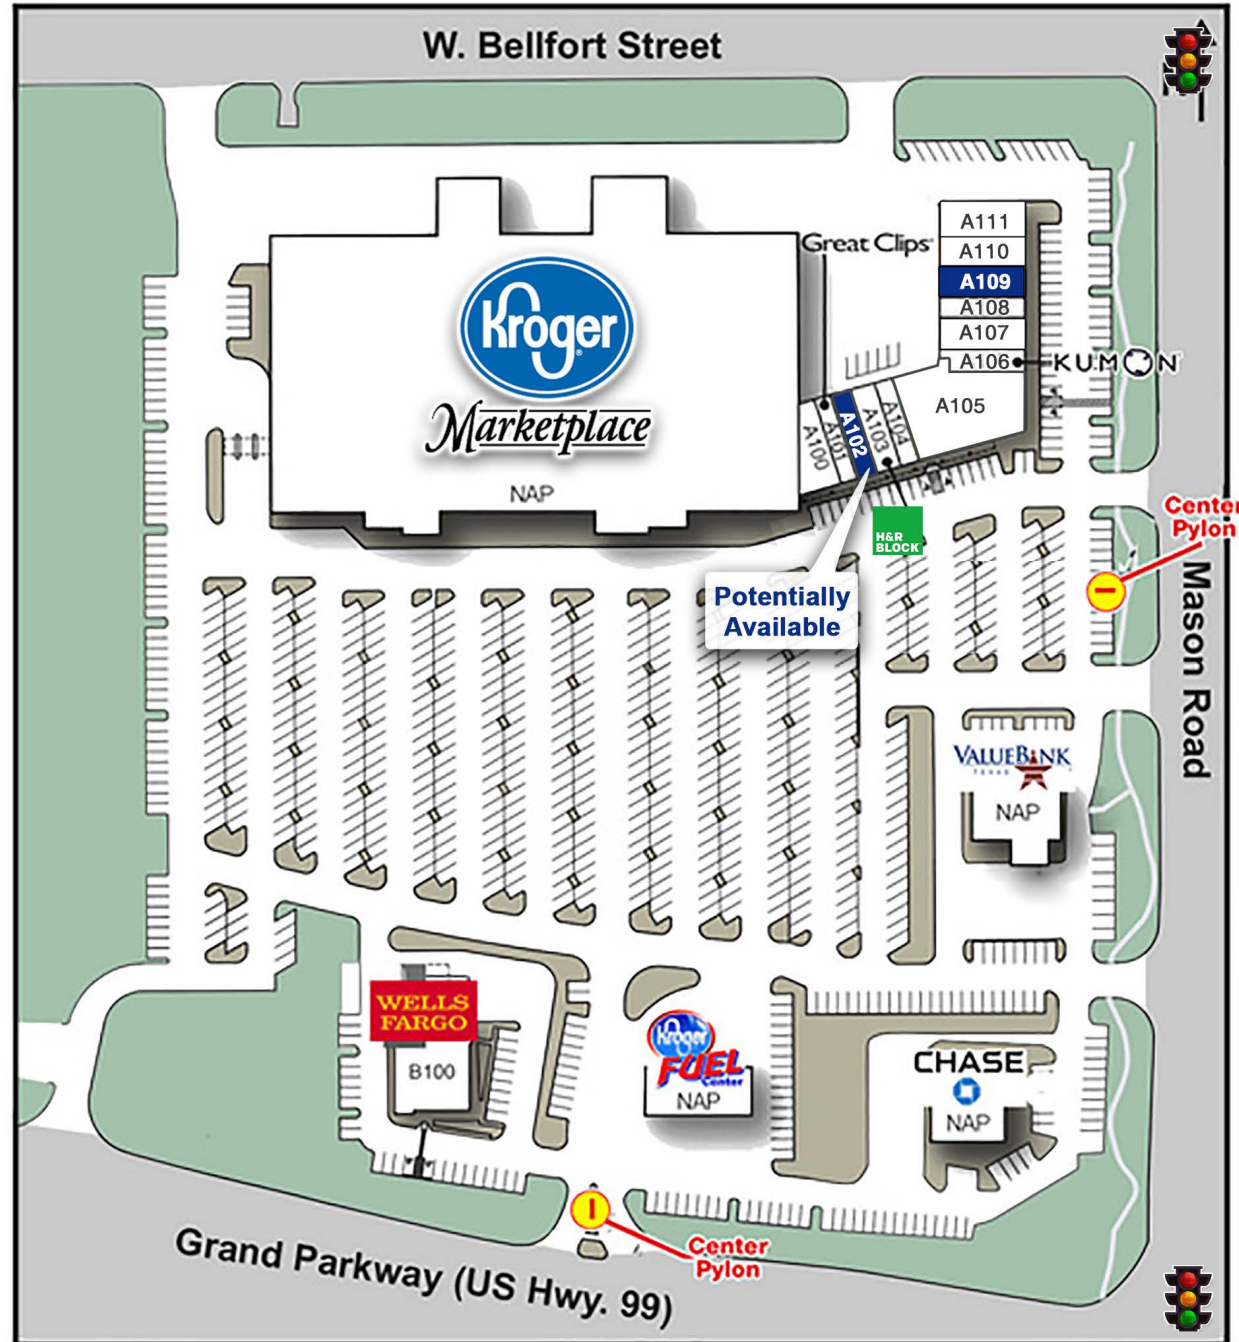 W. Bellfort Street
A111
Great Clips
A110
A109
A108
A107
A106
KUMON
Kroger
Marketplace
NAP
A105
A104
A103
A102
A101
A100
H&R
BLOCK
Center
Pylon
Potentially
Available
Mason Road
VALUEBANK
TEXAS
NAP
WELLS
FARGO
B100
Kroger
FUEL
Center
NAP
CHASE
NAP
Center
Pylon
Grand Parkway (US Hwy. 99)